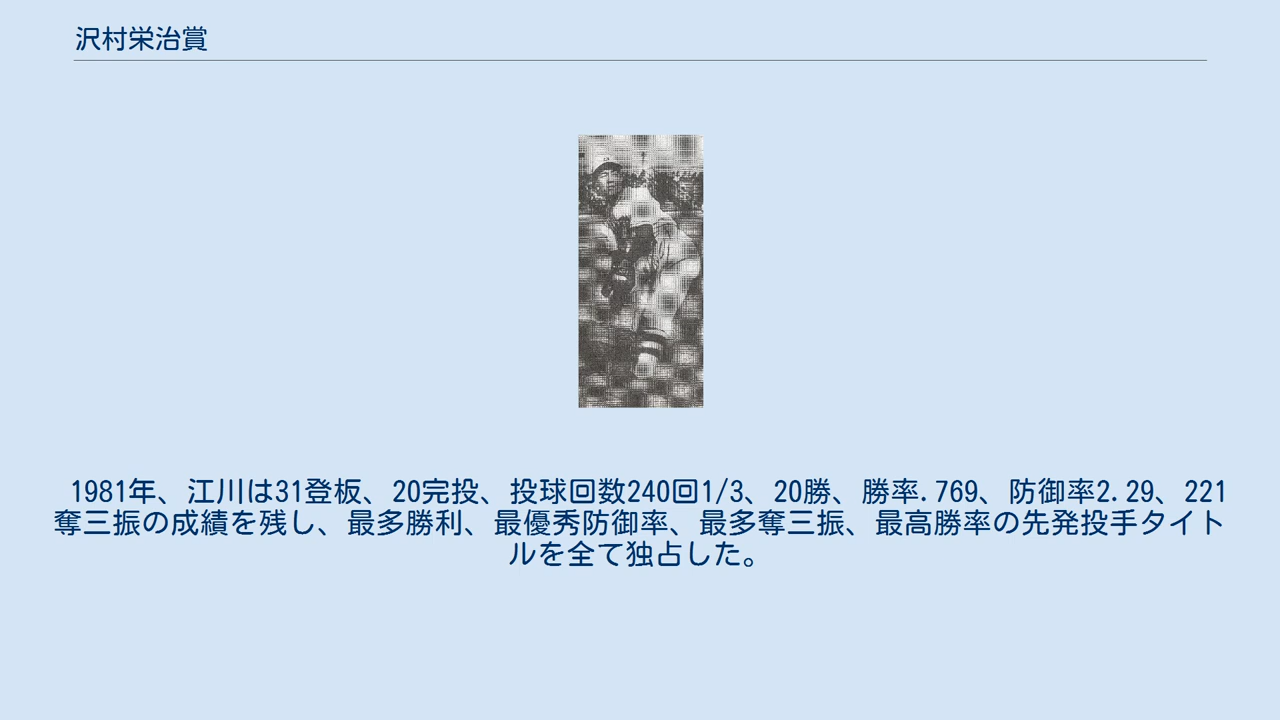 沢村栄治賞
1981年、江川は31登板、20完投、投球回数240回1/3、20勝、勝率.769、防御率2.29、221
奪三振の成績を残し、最多勝利、最優秀防御率、最多奪三振、最高勝率の先発投手タイト
ルを全て独占した。